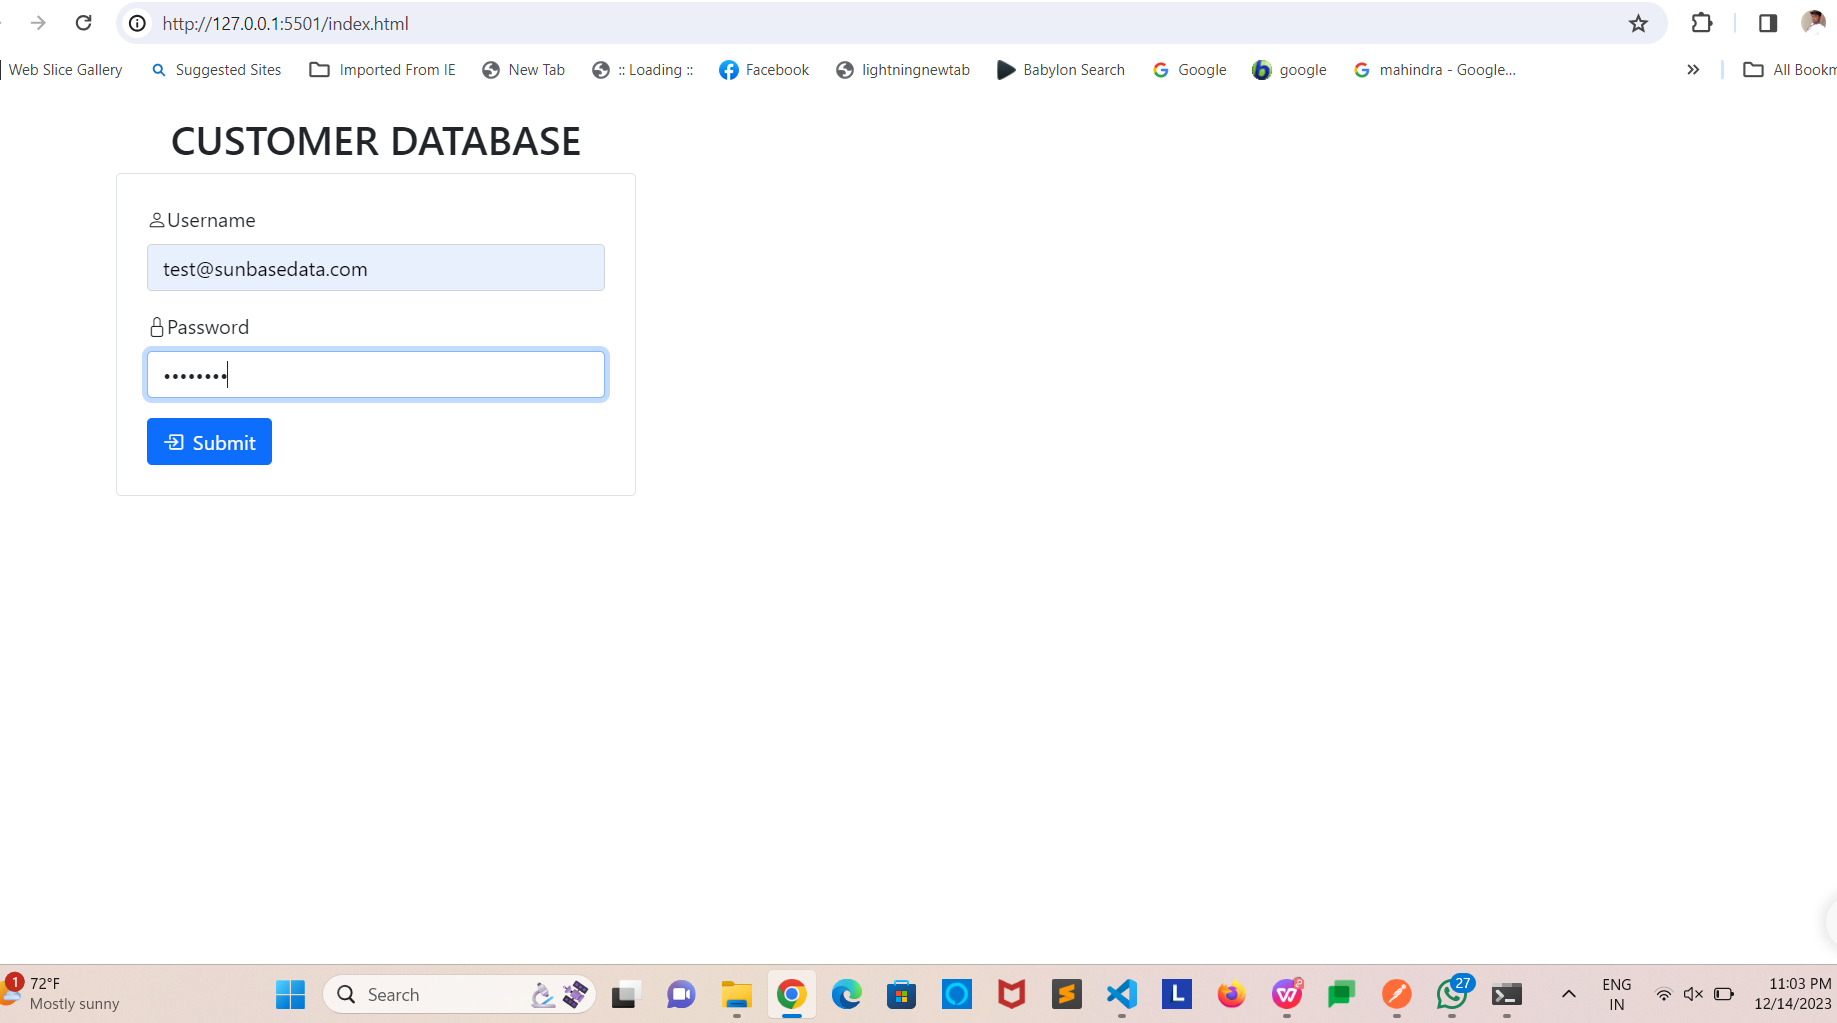 http://127.0.0.1:5501/index.html
Web Slice Gallery Suggested Sites Imported From IE New Tab :: Loading :: Facebook lightningnewtab Babylon Search Google google mahindra - Google... » All Bookm
CUSTOMER DATABASE
Username
test@sunbasedata.com
Password
••••••••
Submit
1 72°F
Mostly sunny
Search
L
27
ENG
IN
11:03 PM
12/14/2023